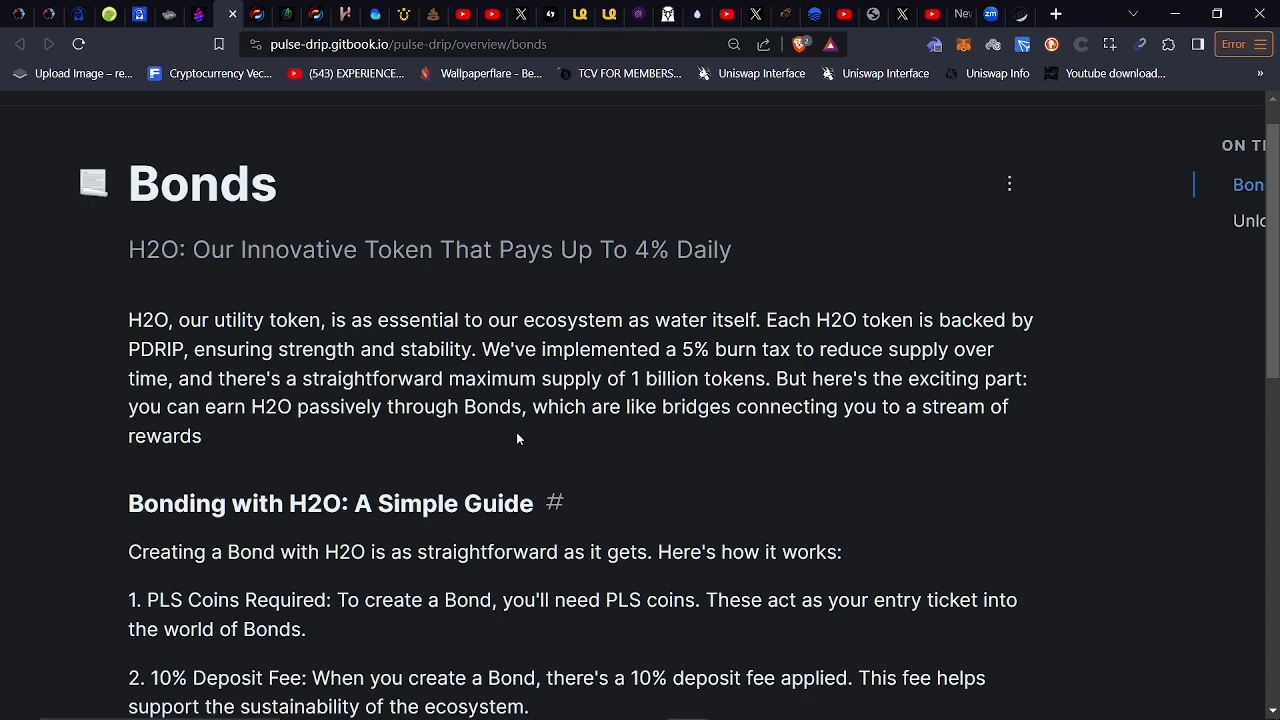 New
pulse-drip.gitbook.io/pulse-drip/overview/bonds
2
Error
Upload Image – re...
Cryptocurrency Vec...
(543) EXPERIENCE...
Wallpaperflare - Be...
TCV FOR MEMBERS...
Uniswap Interface
Uniswap Interface
Uniswap Info
Youtube download...
»
ON T
Bonds
Bon
H2O: Our Innovative Token That Pays Up To 4% Daily
H2O, our utility token, is as essential to our ecosystem as water itself. Each H2O token is backed by
PDRIP, ensuring strength and stability. We've implemented a 5% burn tax to reduce supply over
time, and there's a straightforward maximum supply of 1 billion tokens. But here's the exciting part:
you can earn H2O passively through Bonds, which are like bridges connecting you to a stream of
rewards
Bonding with H2O: A Simple Guide #
Creating a Bond with H2O is as straightforward as it gets. Here's how it works:
1. PLS Coins Required: To create a Bond, you'll need PLS coins. These act as your entry ticket into
the world of Bonds.
2. 10% Deposit Fee: When you create a Bond, there's a 10% deposit fee applied. This fee helps
support the sustainability of the ecosystem.